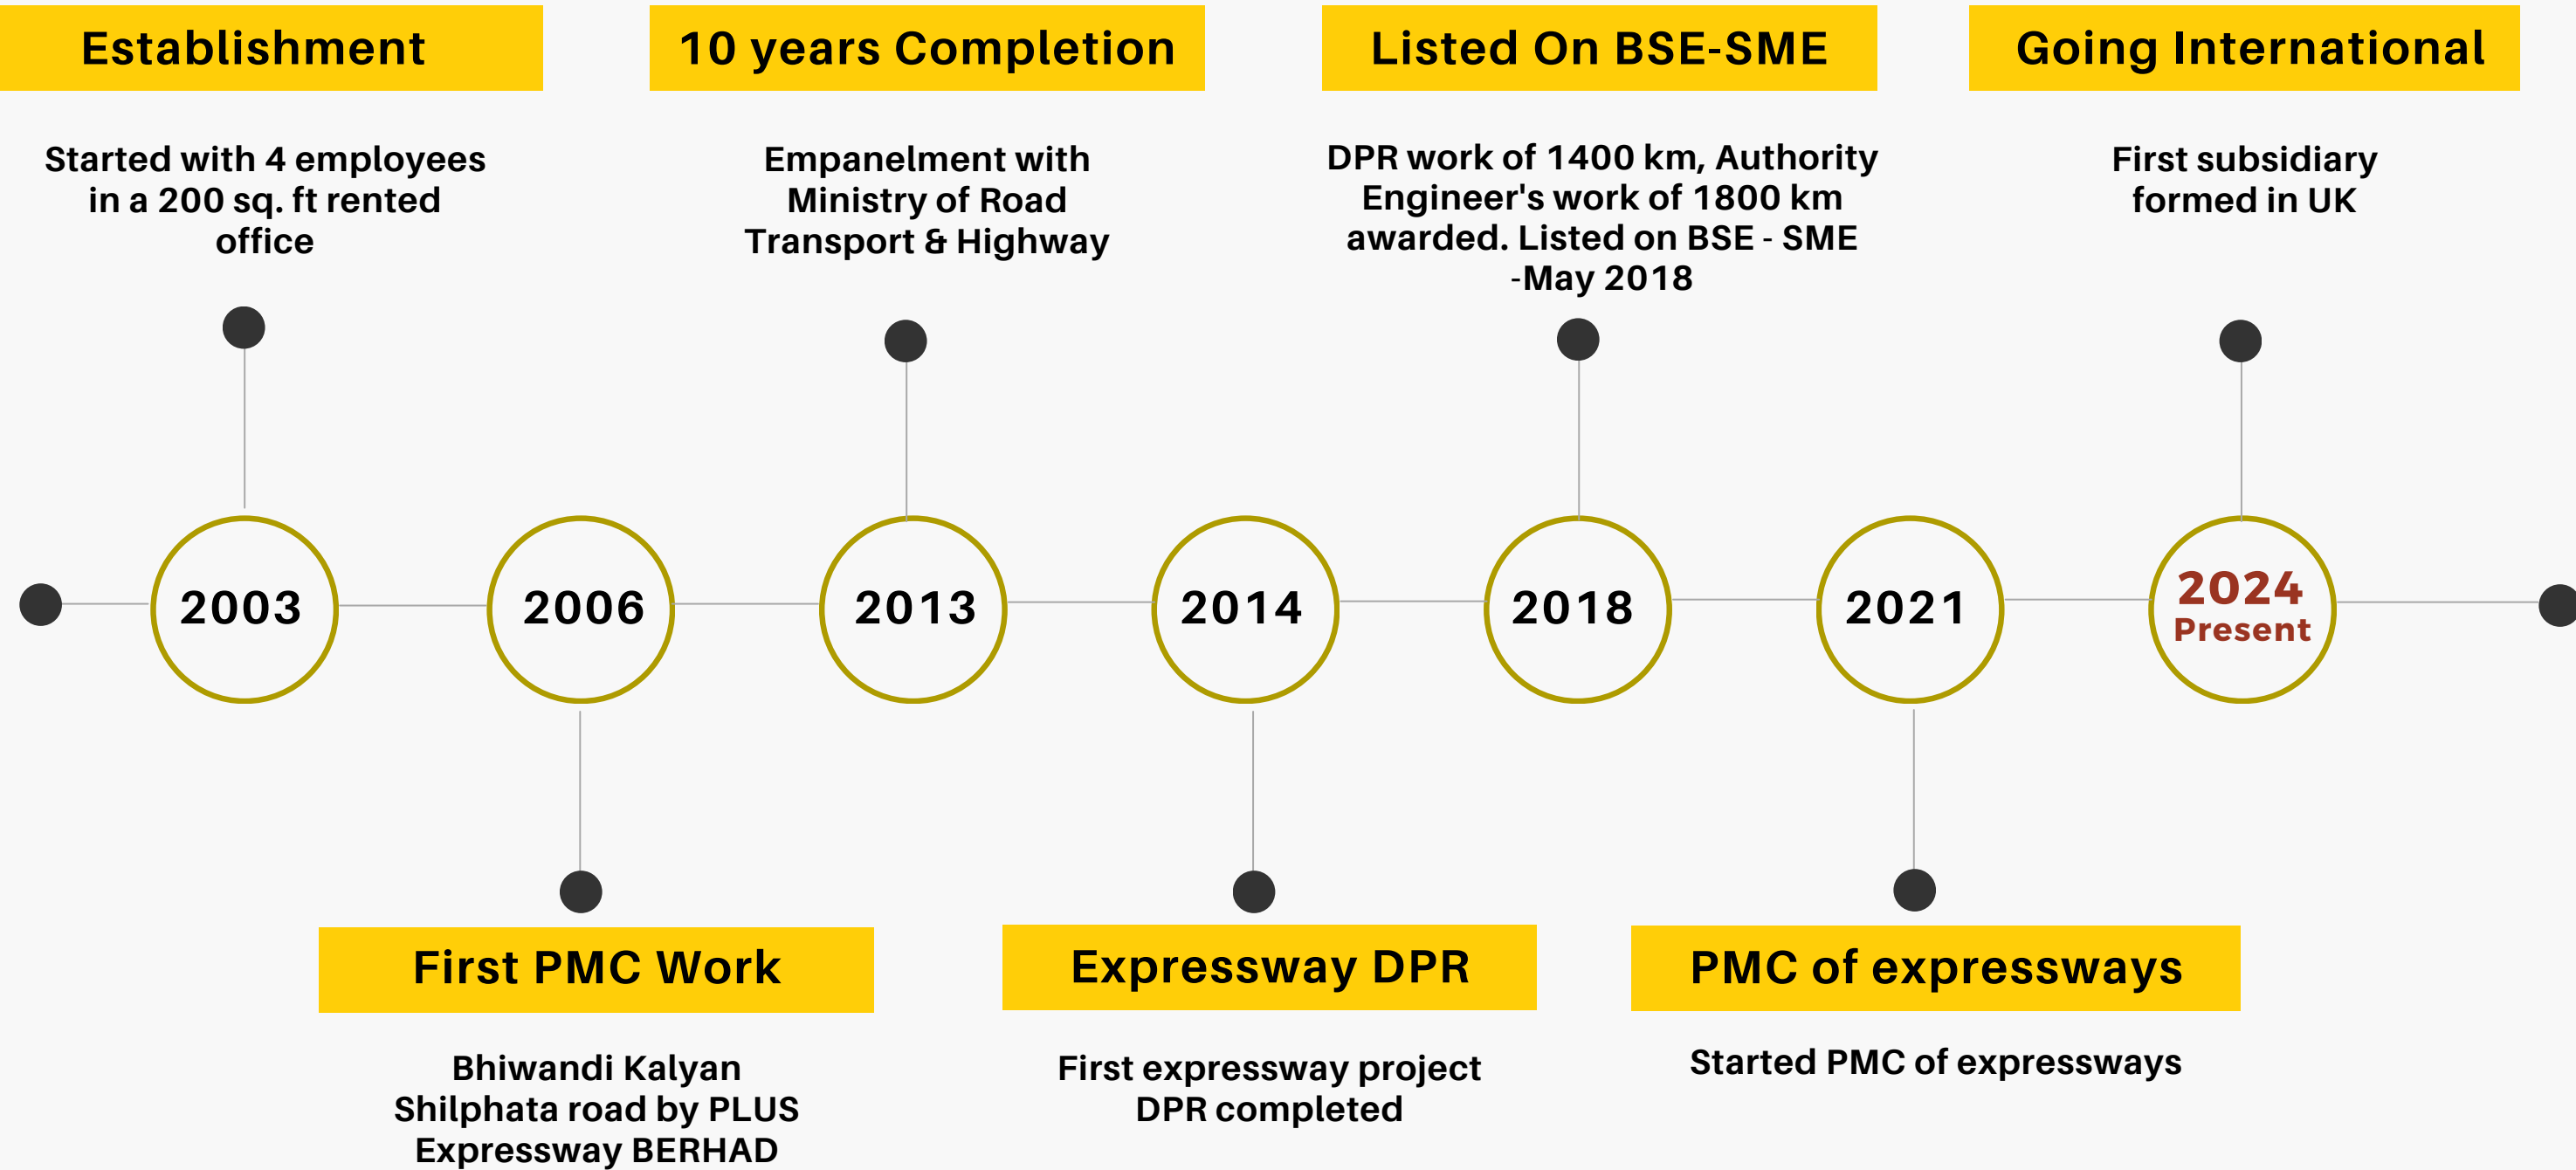 Establishment
Started with 4 employees
in a 200 sq. ft rented
office
10 years Completion
Empanelment with
Ministry of Road
Transport & Highway
Listed On BSE-SME
DPR work of 1400 km, Authority
Engineer's work of 1800 km
awarded. Listed on BSE - SME
-May 2018
Going International
First subsidiary
formed in UK
2003
2006
2013
2014
2018
2021
2024
Present
First PMC Work
Bhiwandi Kalyan
Shilphata road by PLUS
Expressway BERHAD
Expressway DPR
First expressway project
DPR completed
PMC of expressways
Started PMC of expressways